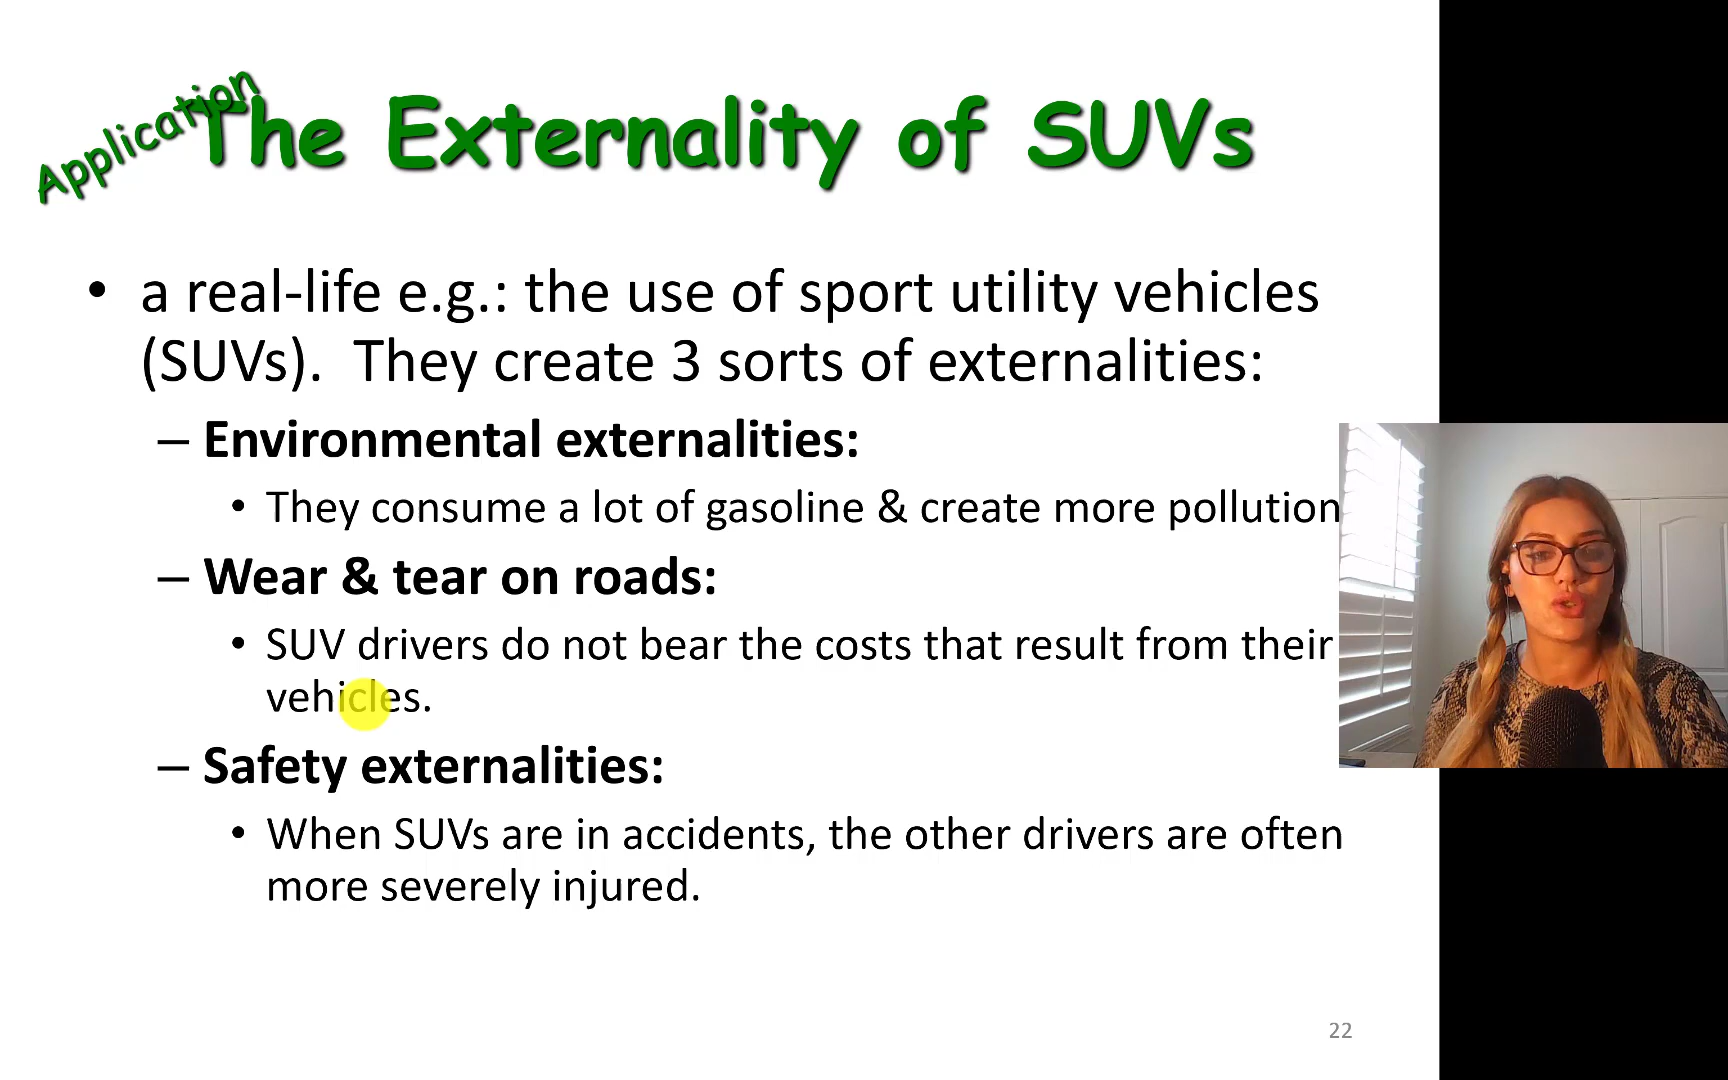 Application
The Externality of SUVs
• a real-life e.g.: the use of sport utility vehicles
(SUVs).  They create 3 sorts of externalities:
– Environmental externalities:
• They consume a lot of gasoline & create more pollution
– Wear & tear on roads:
• SUV drivers do not bear the costs that result from their
vehicles.
– Safety externalities:
• When SUVs are in accidents, the other drivers are often
more severely injured.
22